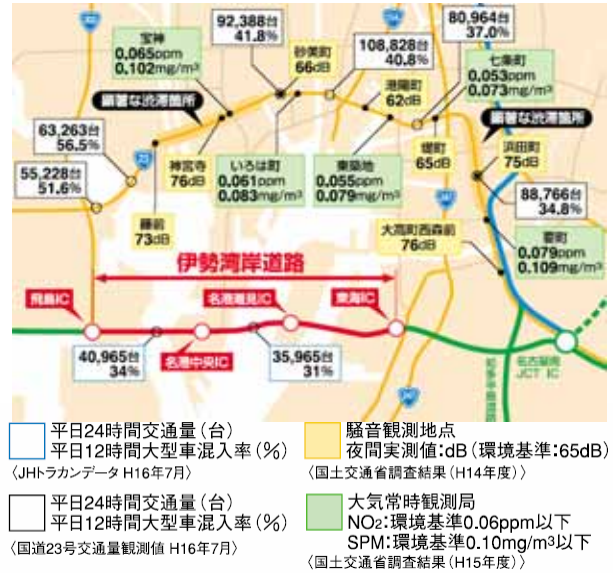 92,388台
41.8%
80,964台
37.0%
宝神
0.065ppm
0.102mg/m³
砂美町
66dB
108,828台
40.8%
七条町
0.053ppm
0.073mg/m³
顕著な渋滞箇所
港陽町
62dB
顕著な渋滞箇所
63,263台
56.5%
23
神宮寺
76dB
いろは町
0.061ppm
0.083mg/m³
東築地
0.055ppm
0.079mg/m³
堤町
65dB
浜田町
75dB
55,228台
51.6%
88,766台
34.8%
藤前
73dB
大高町西森前
76dB
要町
0.079ppm
0.109mg/m³
伊勢湾岸道路
飛島IC
名港潮見IC
東海IC
40,965台
34%
名港中央IC
35,965台
31%
名古屋南
JCT IC
知多半島道路
平日24時間交通量（台）
平日12時間大型車混入率（%）
〈JHトラカンデータ H16年7月〉
騒音観測地点
夜間実測値：dB（環境基準：65dB）
〈国土交通省調査結果（H14年度）〉
平日24時間交通量（台）
平日12時間大型車混入率（%）
〈国道23号交通量観測値 H16年7月〉
大気常時観測局
NO₂：環境基準0.06ppm以下
SPM：環境基準0.10mg/m³以下
〈国土交通省調査結果（H15年度）〉